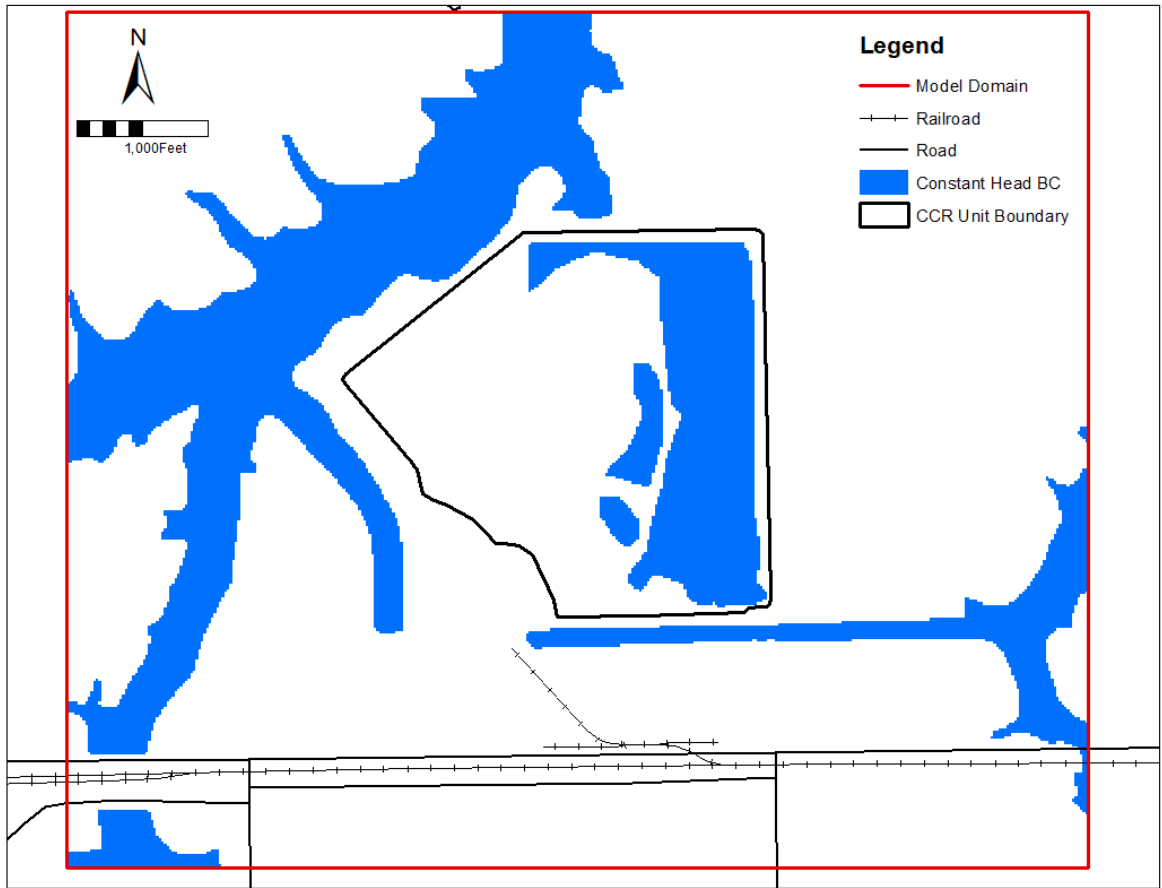 N
1,000Feet
Legend
Model Domain
Railroad
Road
Constant Head BC
CCR Unit Boundary